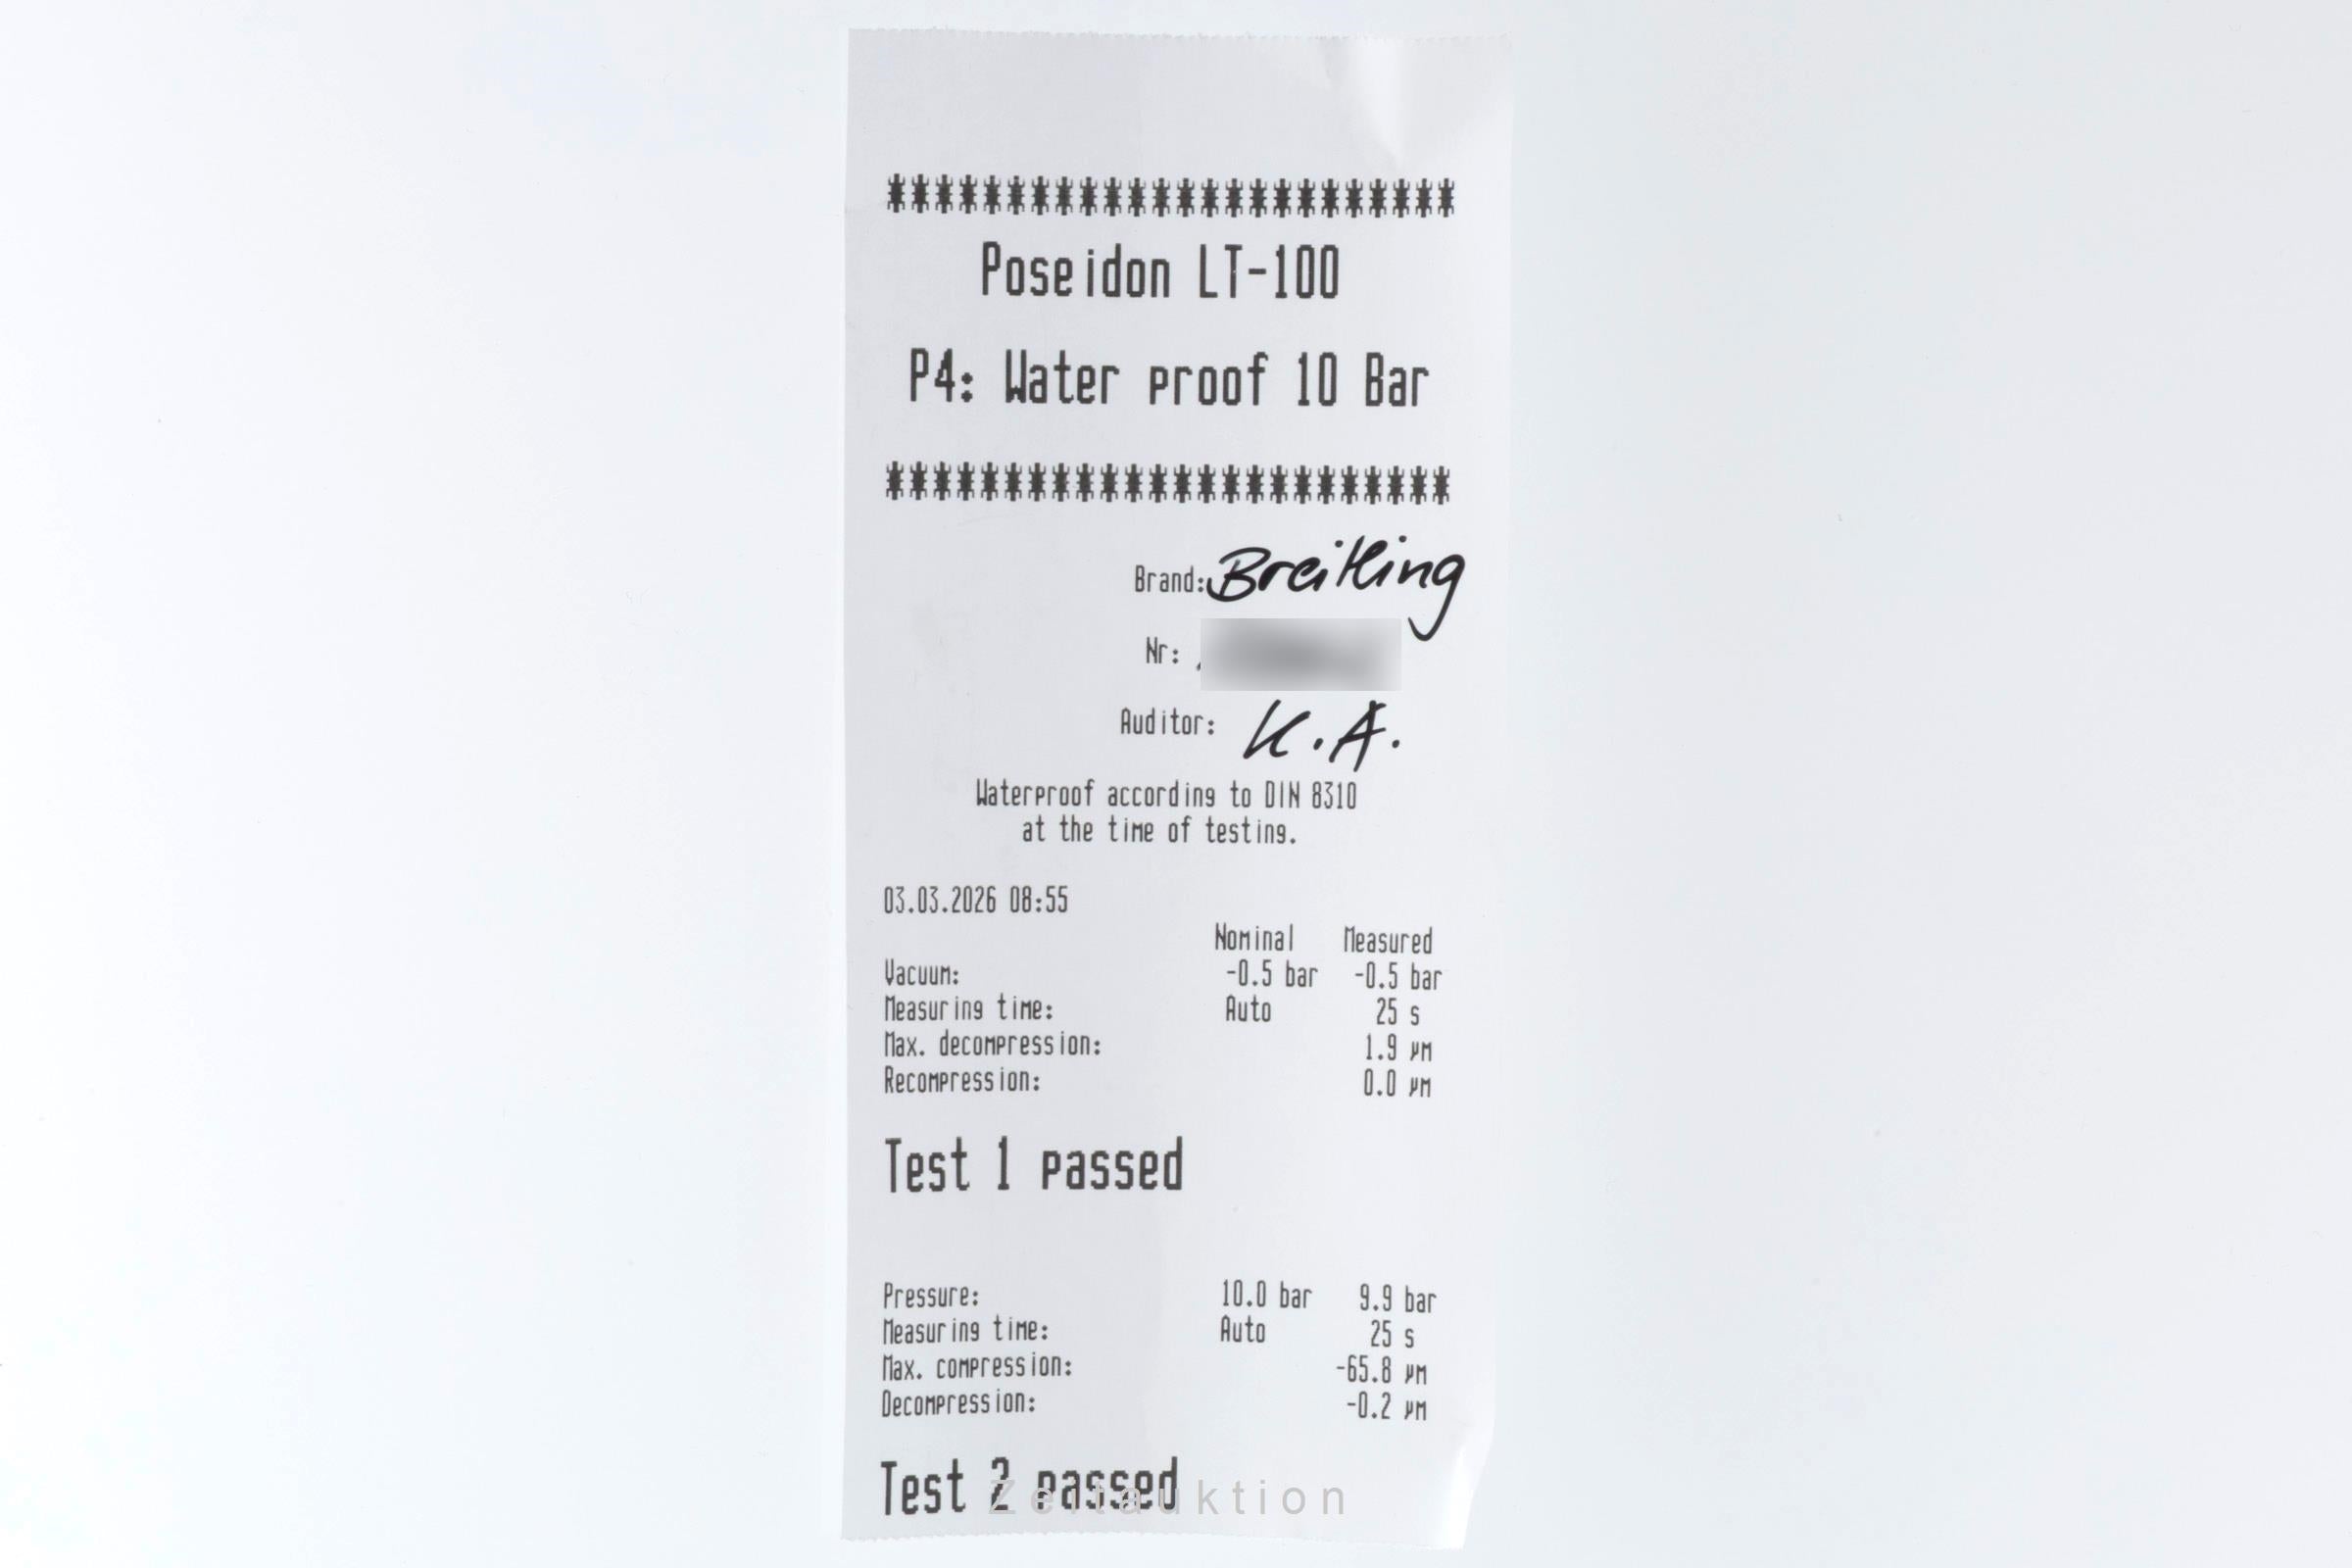 ************************
Poseidon LT-100
P4: Water proof 10 Bar
************************
Brand: Breitling
Nr:
Auditor: K.A.
Waterproof according to DIN 8310
at the time of testing.
03.03.2026 08:55
Nominal Measured
Vacuum: -0.5 bar -0.5 bar
Measuring time: Auto 25 s
Max. decompression: 1.9 µm
Recompression: 0.0 µm
Test 1 passed
Pressure: 10.0 bar 9.9 bar
Measuring time: Auto 25 s
Max. compression: -65.8 µm
Decompression: -0.2 µm
Test 2 passed
Zeitauktion